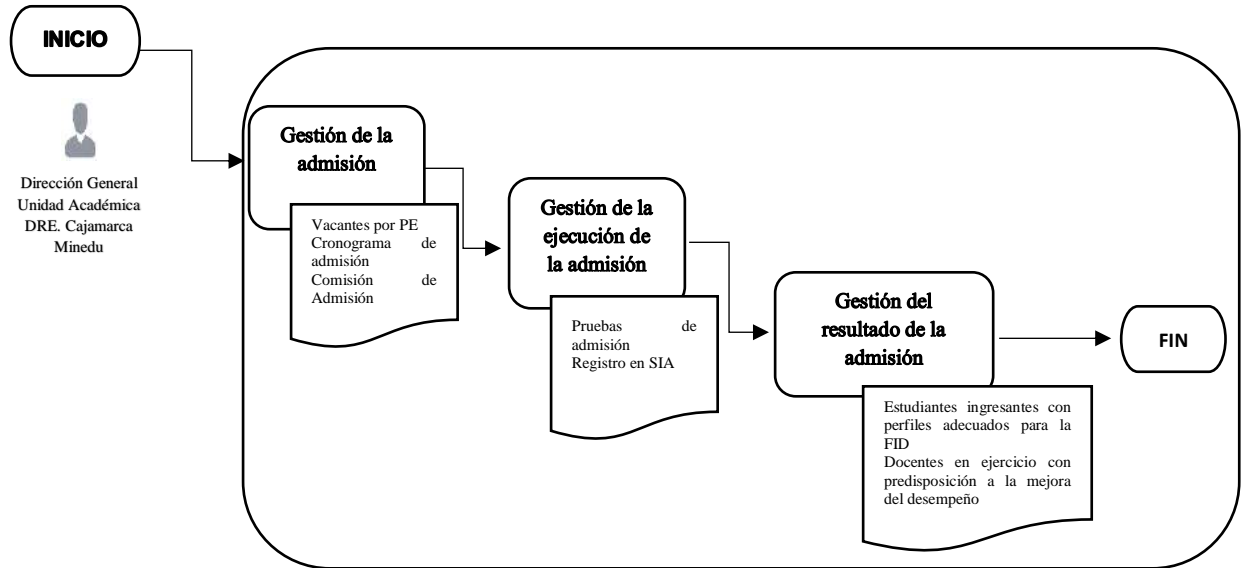 INICIO
Dirección General
Unidad Académica
DRE. Cajamarca
Minedu
Gestión de la
admisión
Vacantes por PE
Cronograma de
admisión
Comisión de
Admisión
Gestión de la
ejecución de
la admisión
Pruebas de
admisión
Registro en SIA
Gestión del
resultado de la
admisión
Estudiantes ingresantes con
perfiles adecuados para la
FID
Docentes en ejercicio con
predisposición a la mejora
del desempeño
FIN